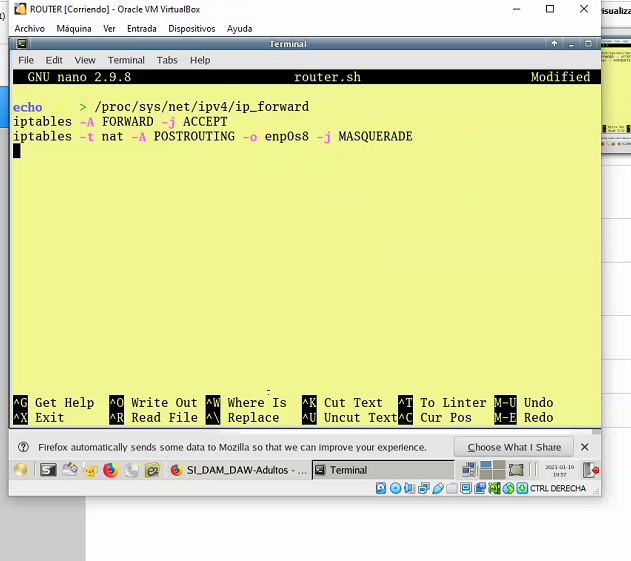 ROUTER [Corriendo] - Oracle VM VirtualBox
Archivo Máquina Ver Entrada Dispositivos Ayuda
Terminal
File Edit View Terminal Tabs Help
GNU nano 2.9.8 router.sh Modified
echo > /proc/sys/net/ipv4/ip_forward
iptables -A FORWARD -j ACCEPT
iptables -t nat -A POSTROUTING -o enp0s8 -j MASQUERADE
^G Get Help ^O Write Out ^W Where Is ^K Cut Text ^T To Linter M-U Undo
^X Exit ^R Read File ^\ Replace ^U Uncut Text ^C Cur Pos M-E Redo
Firefox automatically sends some data to Mozilla so that we can improve your experience. Choose What I Share
SI_DAM_DAW-Adultos - ... Terminal 2021-01-19
19:57
CTRL DERECHA